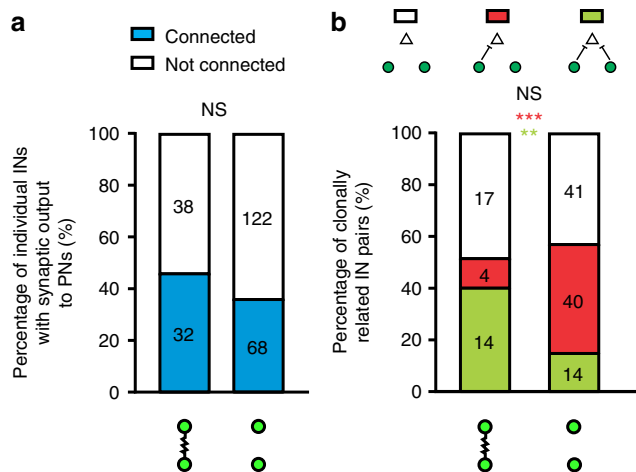 a
Connected
Not connected
NS
Percentage of individual INs
with synaptic output
to PNs (%)
100
80
60
40
20
0
38
32
122
68
b
NS
***
**
Percentage of clonally
related IN pairs (%)
100
80
60
40
20
0
17
4
14
41
40
14